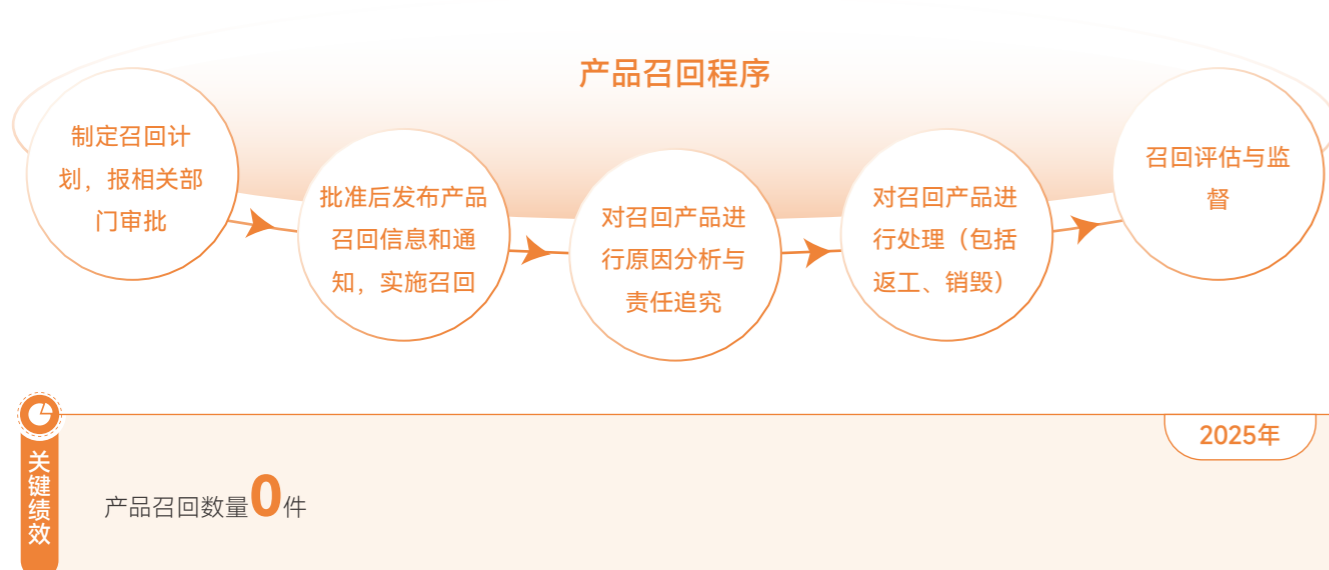 产品召回程序
制定召回计
划，报相关部
门审批
批准后发布产品
召回信息和通
知，实施召回
对召回产品进
行原因分析与
责任追究
对召回产品进
行处理（包括
返工、销毁）
召回评估与监
督
关键绩效
2025年
产品召回数量0件